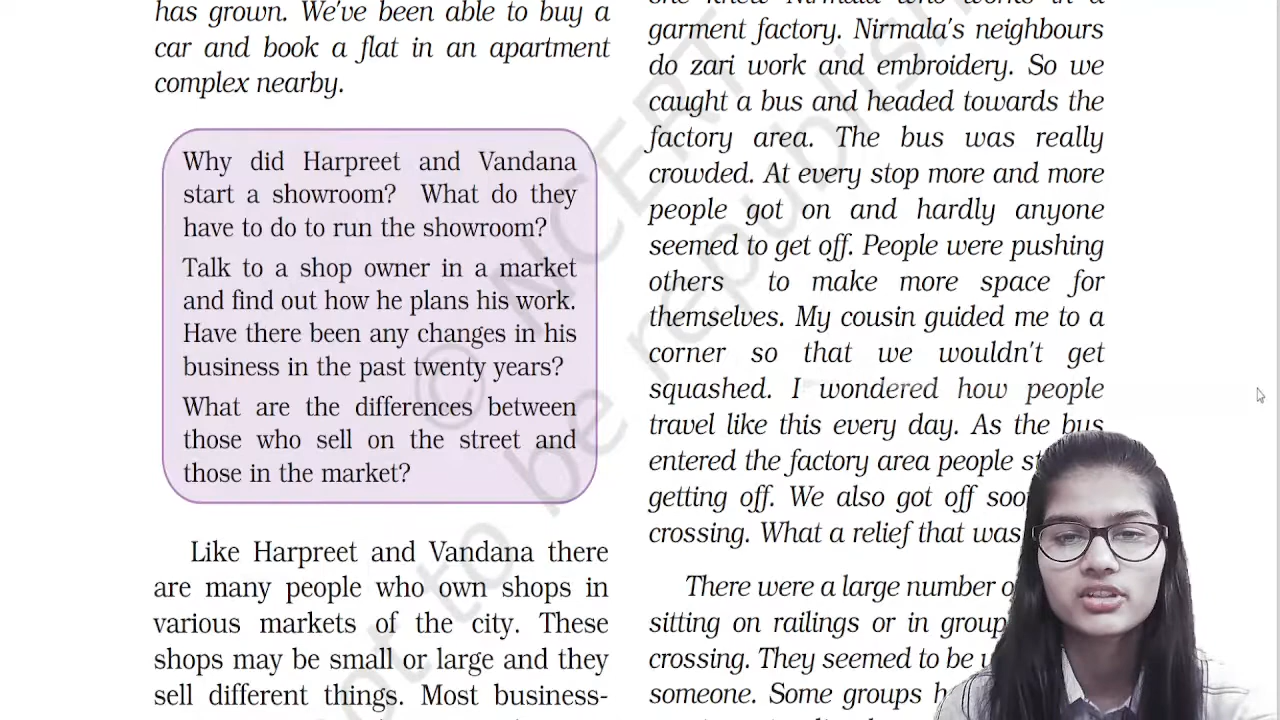 has grown. We've been able to buy a
car and book a flat in an apartment
complex nearby.
Why did Harpreet and Vandana
start a showroom? What do they
have to do to run the showroom?
Talk to a shop owner in a market
and find out how he plans his work.
Have there been any changes in his
business in the past twenty years?
What are the differences between
those who sell on the street and
those in the market?
Like Harpreet and Vandana there
are many people who own shops in
various markets of the city. These
shops may be small or large and they
sell different things. Most business-
one knew Nirmala who works in a
garment factory. Nirmala's neighbours
do zari work and embroidery. So we
caught a bus and headed towards the
factory area. The bus was really
crowded. At every stop more and more
people got on and hardly anyone
seemed to get off. People were pushing
others to make more space for
themselves. My cousin guided me to a
corner so that we wouldn't get
squashed. I wondered how people
travel like this every day. As the bus
entered the factory area people
getting off. We also got off
crossing. What a relief that was
There were a large number
sitting on railings or in
crossing. They seemed to be
someone. Some groups
© NCERT
not to be republished